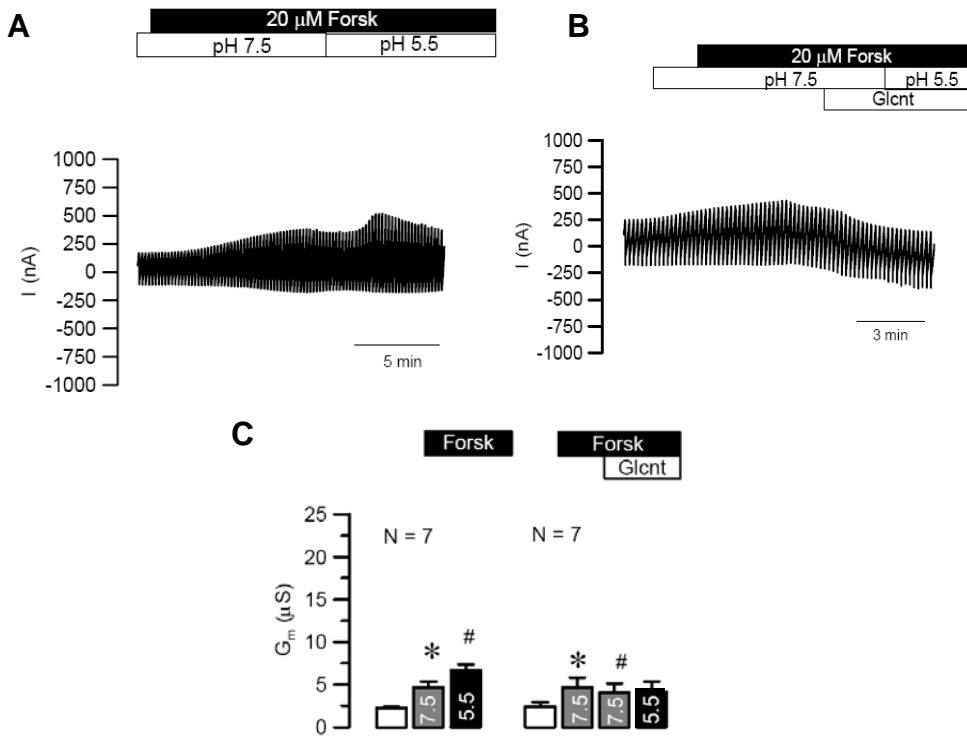 A
20 μM Forsk
pH 7.5 pH 5.5
1000
750
500
250
0
-250
-500
-750
-1000
I (nA)
5 min
B
20 μM Forsk
pH 7.5 pH 5.5
Glcnt
1000
750
500
250
0
-250
-500
-750
-1000
I (nA)
3 min
C
Forsk Forsk
Glcnt
25
20
15
10
5
0
Gm (μS)
N = 7 N = 7
* # * #
7.5 5.5 7.5 7.5 5.5